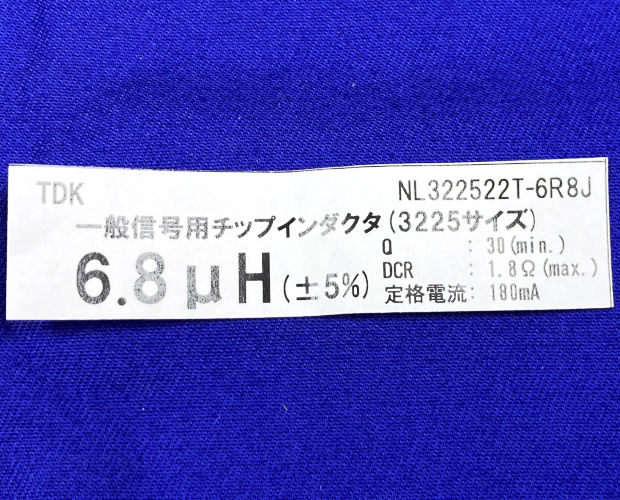 TDK NL322522T-6R8J
一般信号用チップインダクタ(3225サイズ)
6.8μH(±5%)
Q : 30(min.)
DCR : 1.8Ω(max.)
定格電流: 180mA